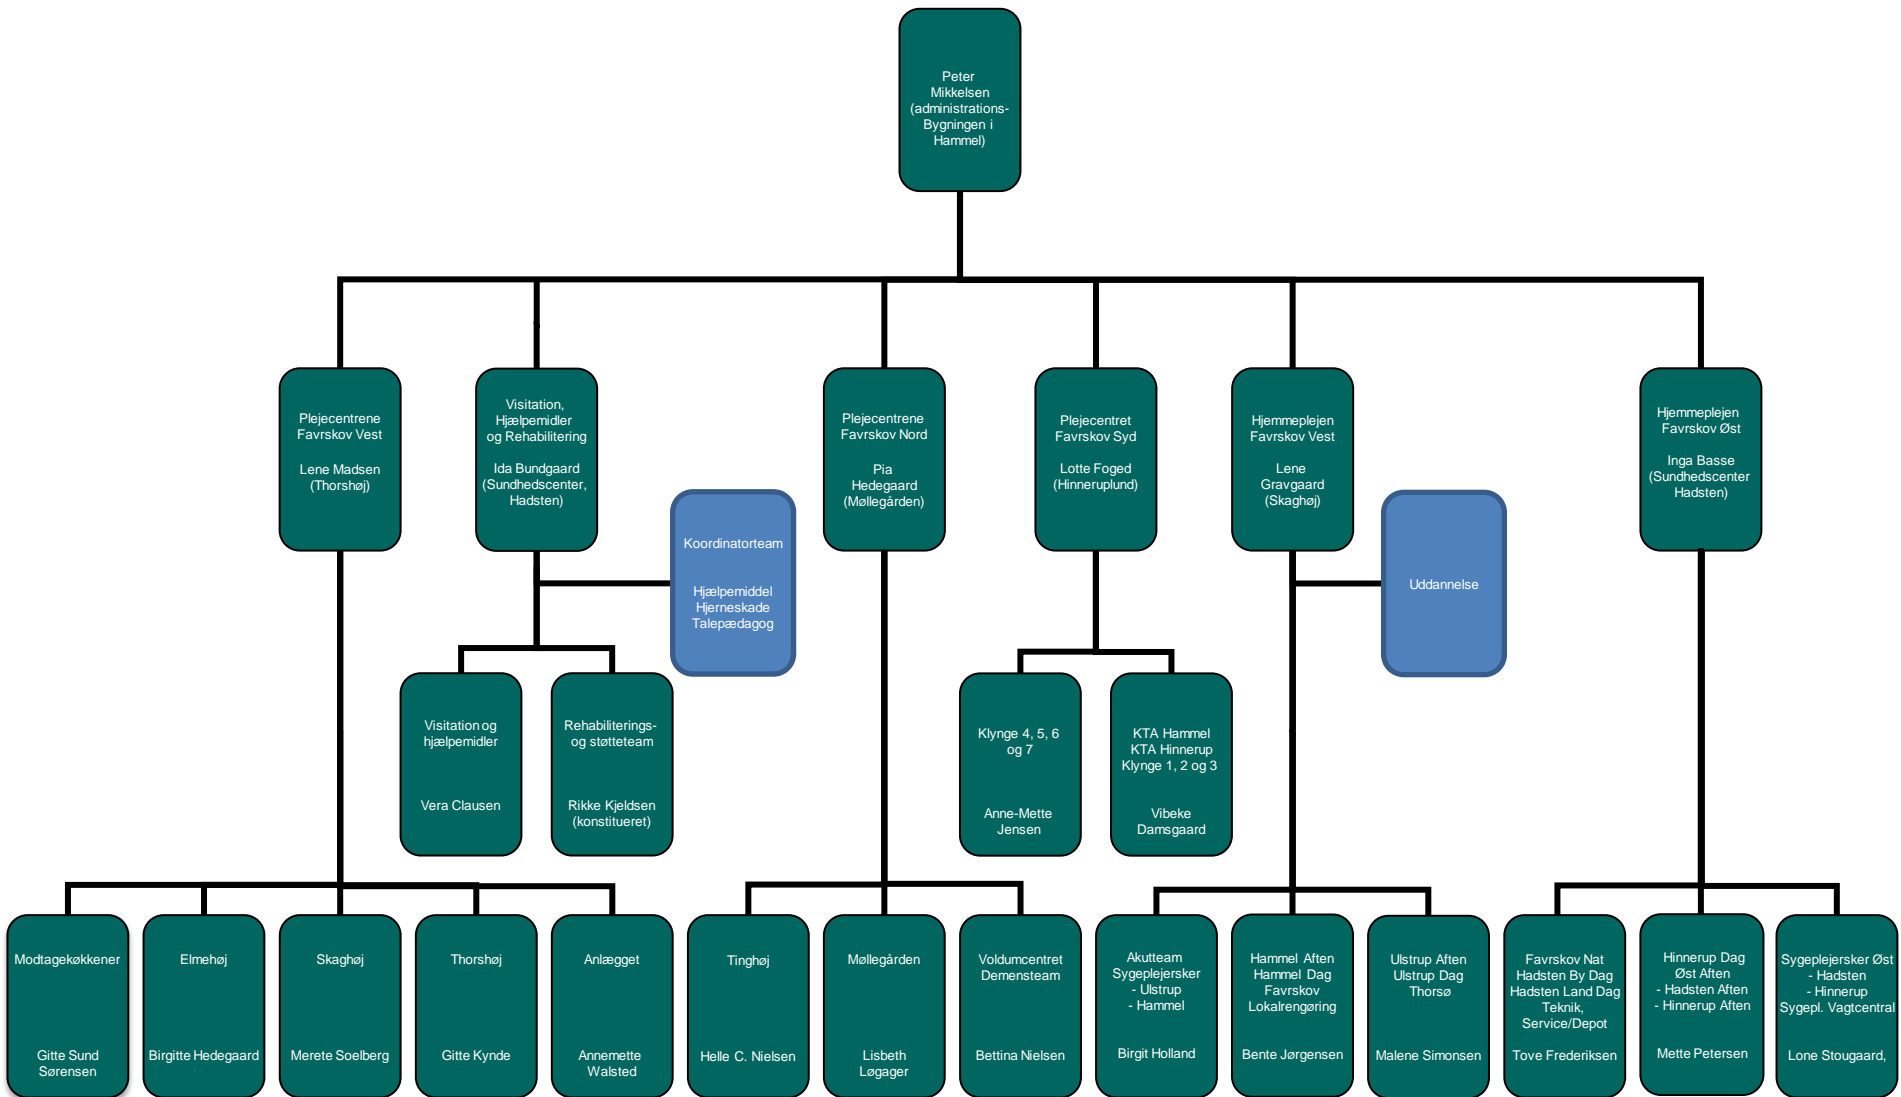 Peter
Mikkelsen
(administrations-
Bygningen i
Hammel)
Plejecentrene
Favrskov Vest
Lene Madsen
(Thorshøj)
Visitation,
Hjælpemidler
og Rehabilitering
Ida Bundgaard
(Sundhedscenter,
Hadsten)
Koordinatorteam
Hjælpemiddel
Hjerneskade
Talepædagog
Plejecentrene
Favrskov Nord
Pia
Hedegaard
(Møllegården)
Plejecentret
Favrskov Syd
Lotte Foged
(Hinneruplund)
Hjemmeplejen
Favrskov Vest
Lene
Gravgaard
(Skaghøj)
Uddannelse
Hjemmeplejen
Favrskov Øst
Inga Basse
(Sundhedscenter
Hadsten)
Visitation og
hjælpemidler
Vera Clausen
Rehabiliterings-
og støtteteam
Rikke Kjeldsen
(konstitueret)
Klynge 4, 5, 6
og 7
Anne-Mette
Jensen
KTA Hammel
KTA Hinnerup
Klynge 1, 2 og 3
Vibeke
Damsgaard
Modtagekøkkener
Gitte Sund
Sørensen
Elmehøj
Birgitte Hedegaard
Skaghøj
Merete Soelberg
Thorshøj
Gitte Kynde
Anlægget
Annemette
Walsted
Tinghøj
Helle C. Nielsen
Møllegården
Lisbeth
Løgager
Voldumcentret
Demensteam
Bettina Nielsen
Akutteam
Sygeplejersker
- Ulstrup
- Hammel
Birgit Holland
Hammel Aften
Hammel Dag
Favrskov
Lokalrengøring
Bente Jørgensen
Ulstrup Aften
Ulstrup Dag
Thorsø
Malene Simonsen
Favrskov Nat
Hadsten By Dag
Hadsten Land Dag
Teknik,
Service/Depot
Tove Frederiksen
Hinnerup Dag
Øst Aften
- Hadsten Aften
- Hinnerup Aften
Mette Petersen
Sygeplejersker Øst
- Hadsten
- Hinnerup
Sygepl. Vagtcentral
Lone Stougaard,